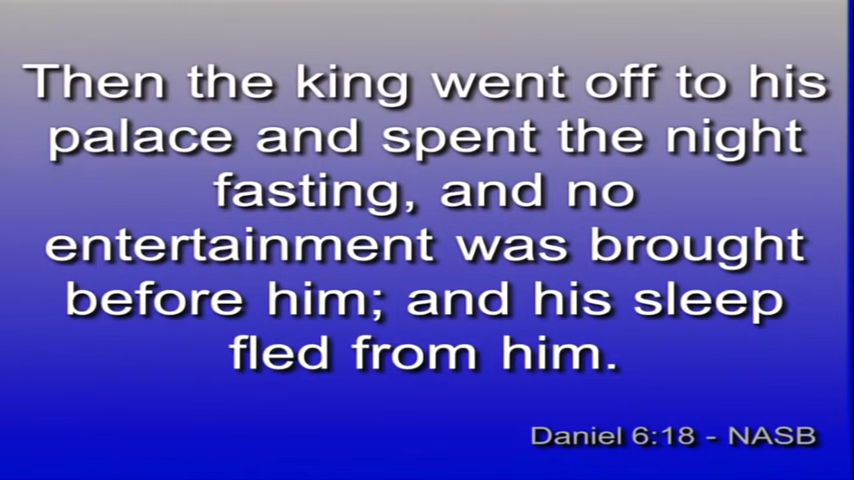 Then the king went off to his
palace and spent the night
fasting, and no
entertainment was brought
before him; and his sleep
fled from him.
Daniel 6:18 - NASB